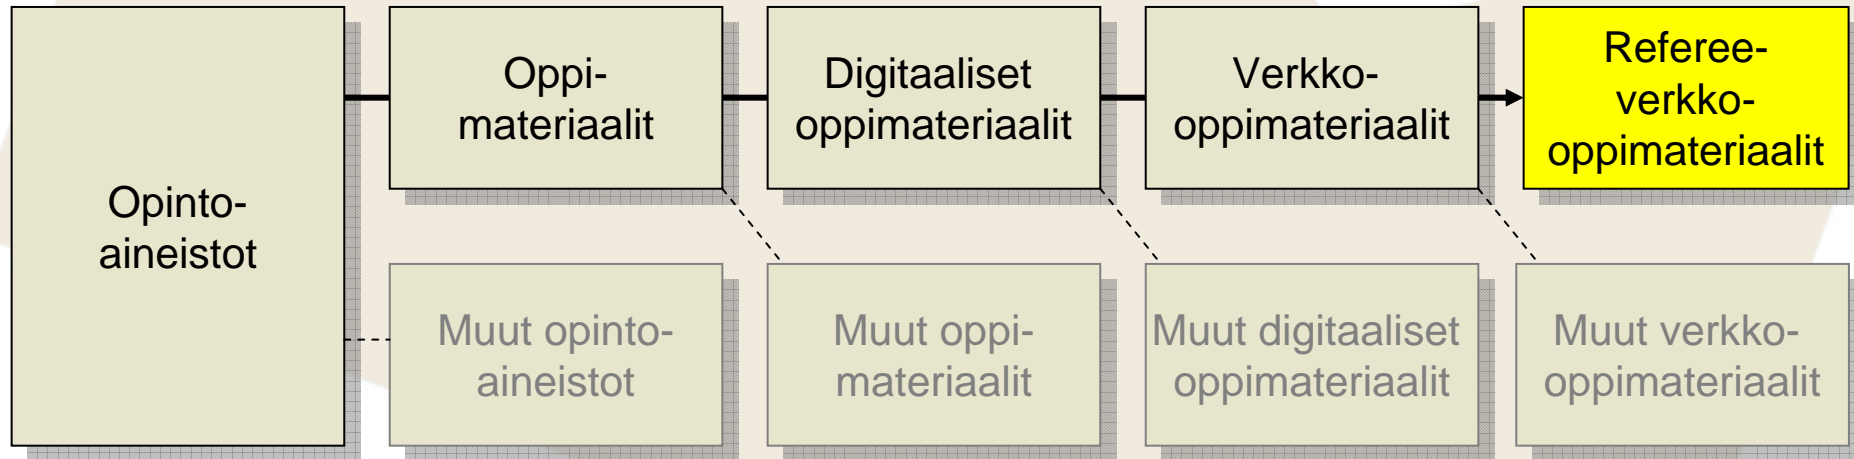 Opinto-
aineistot
Oppi-
materiaalit
Digitaaliset
oppimateriaalit
Verkko-
oppimateriaalit
Referee-
verkko-
oppimateriaalit
Muut opinto-
aineistot
Muut oppi-
materiaalit
Muut digitaaliset
oppimateriaalit
Muut verkko-
oppimateriaalit